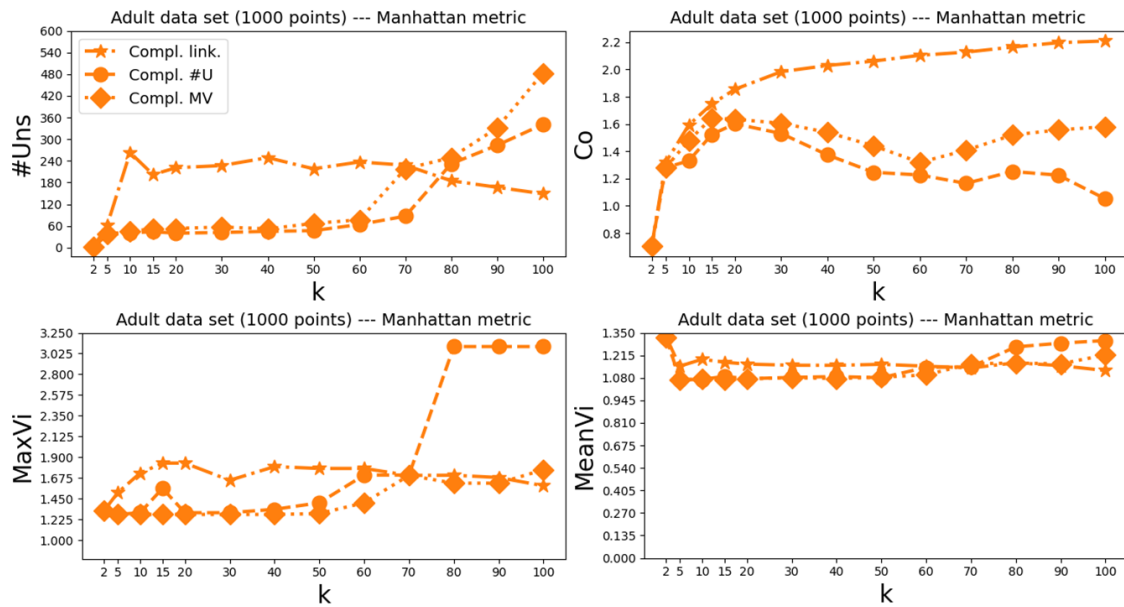 Adult data set (1000 points) --- Manhattan metric
600
540
480
420
360
300
240
180
120
60
0
#Uns
Compl. link.
Compl. #U
Compl. MV
2 5 10 15 20 30 40 50 60 70 80 90 100
k
Adult data set (1000 points) --- Manhattan metric
2.2
2.0
1.8
1.6
1.4
1.2
1.0
0.8
Co
2 5 10 15 20 30 40 50 60 70 80 90 100
k
Adult data set (1000 points) --- Manhattan metric
3.250
3.025
2.800
2.575
2.350
2.125
1.900
1.675
1.450
1.225
1.000
MaxVi
2 5 10 15 20 30 40 50 60 70 80 90 100
k
Adult data set (1000 points) --- Manhattan metric
1.350
1.215
1.080
0.945
0.810
0.675
0.540
0.405
0.270
0.135
0.000
MeanVi
2 5 10 15 20 30 40 50 60 70 80 90 100
k